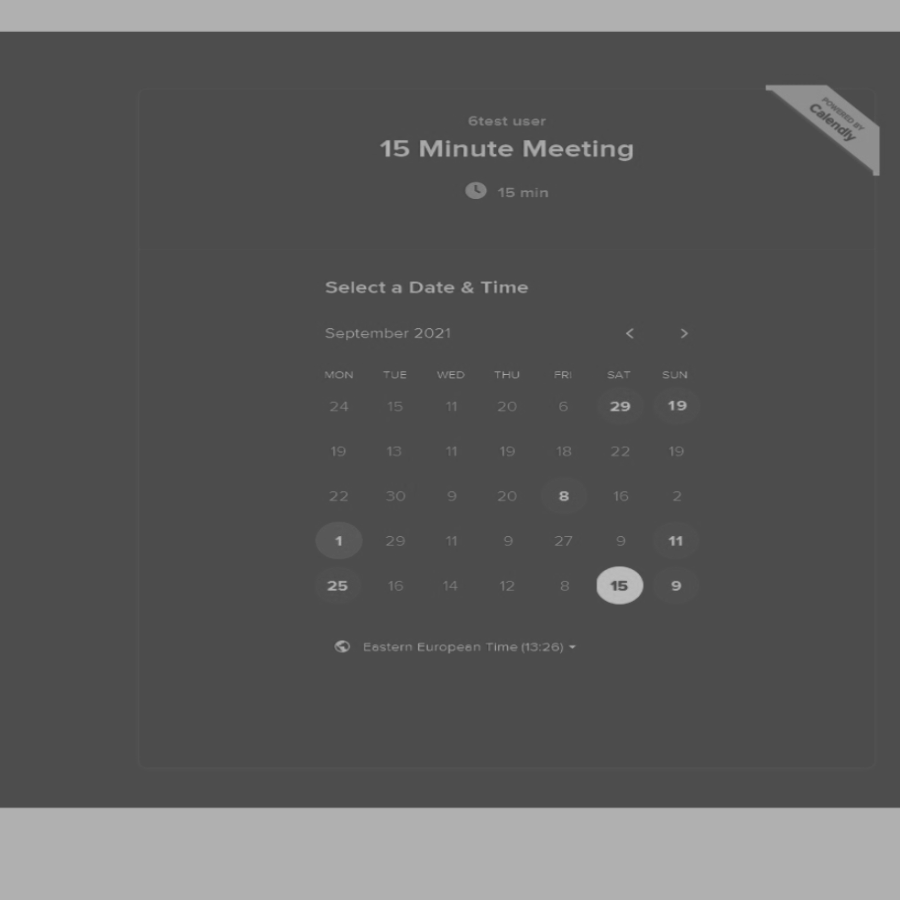 POWERED BY
Calendly
6test user
15 Minute Meeting
15 min
Select a Date & Time
September 2021
MON TUE WED THU FRI SAT SUN
24 15 11 20 6 29 19
19 13 11 19 18 22 19
22 30 9 20 8 16 2
1 29 11 9 27 9 11
25 16 14 12 8 15 9
Eastern European Time (13:26)